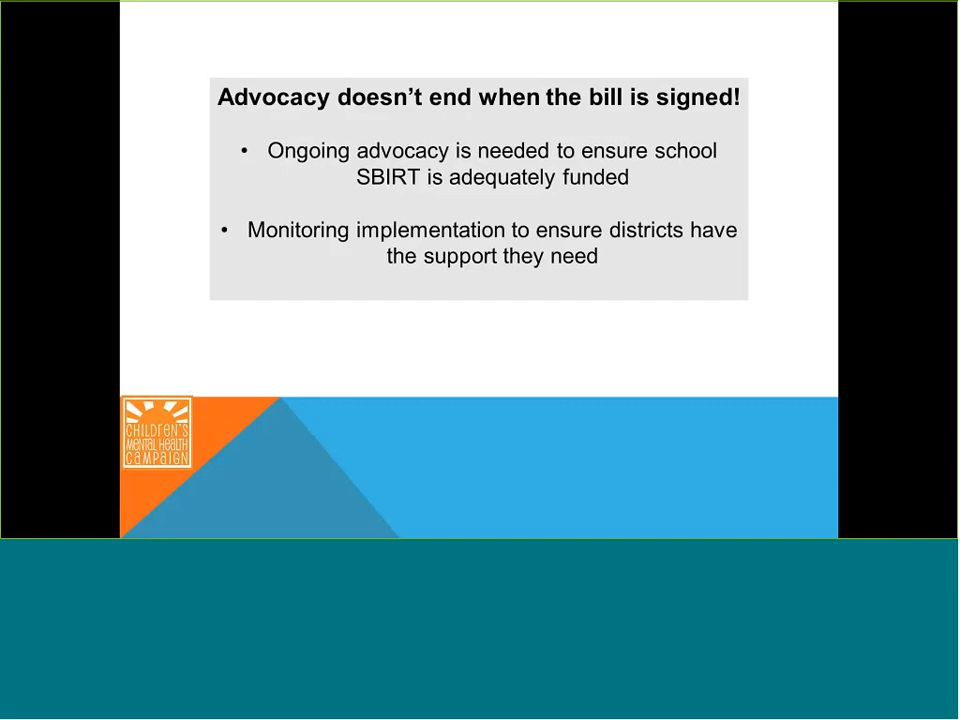 Advocacy doesn’t end when the bill is signed!
• Ongoing advocacy is needed to ensure school
SBIRT is adequately funded
• Monitoring implementation to ensure districts have
the support they need
CHiLDReN'S
MeNTAL HeALTH
CaMPAiGN